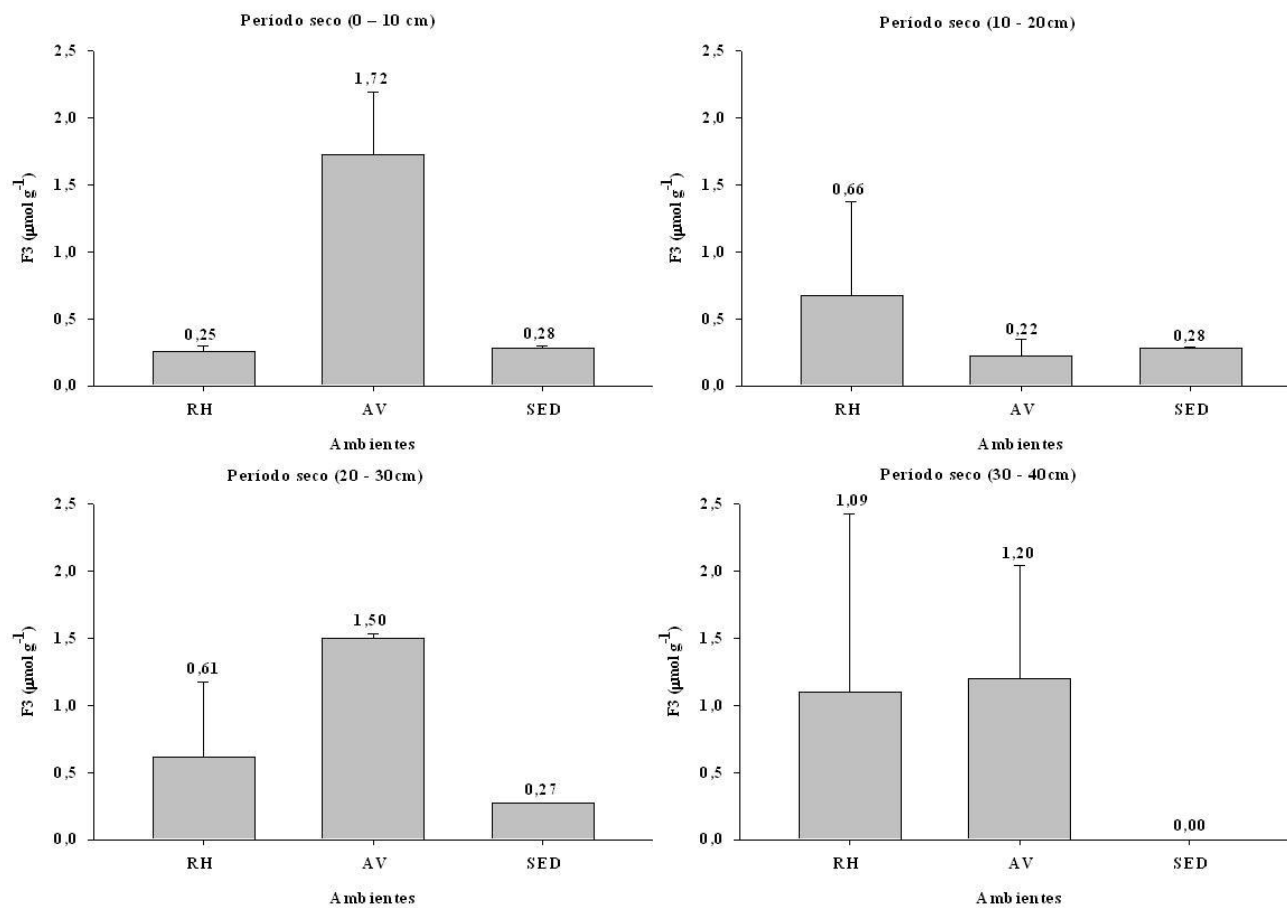 Período seco (0 – 10 cm)
2,5
2,0
1,5
1,0
0,5
0,0
F3 (µmol g-1)
0,25
1,72
0,28
RH
AV
SED
Ambientes
Período seco (10 - 20cm)
2,5
2,0
1,5
1,0
0,5
0,0
F3 (µmol g-1)
0,66
0,22
0,28
RH
AV
SED
Ambientes
Período seco (20 - 30cm)
2,5
2,0
1,5
1,0
0,5
0,0
F3 (µmol g-1)
0,61
1,50
0,27
RH
AV
SED
Ambientes
Período seco (30 - 40cm)
2,5
2,0
1,5
1,0
0,5
0,0
F3 (µmol g-1)
1,09
1,20
0,00
RH
AV
SED
Ambientes